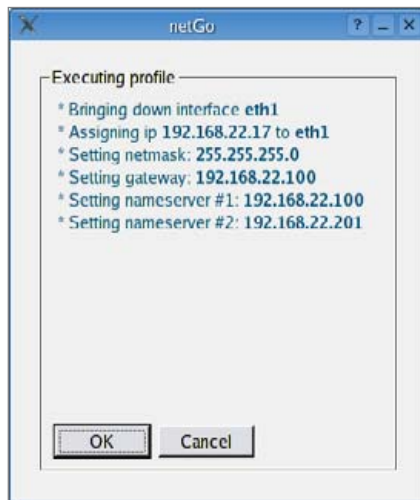 netGo
Executing profile
* Bringing down interface eth1
* Assigning ip 192.168.22.17 to eth1
* Setting netmask: 255.255.255.0
* Setting gateway: 192.168.22.100
* Setting nameserver #1: 192.168.22.100
* Setting nameserver #2: 192.168.22.201
OK Cancel